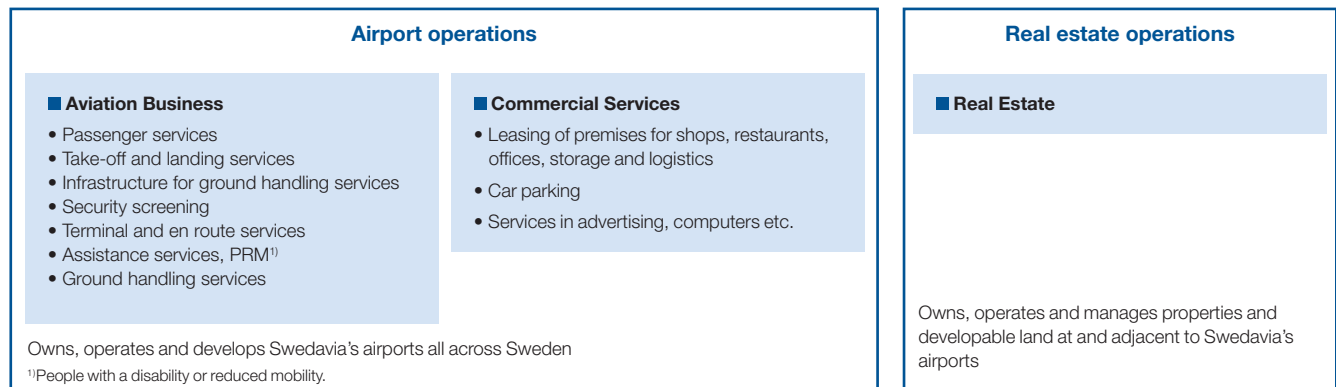 Airport operations
Aviation Business
• Passenger services
• Take-off and landing services
• Infrastructure for ground handling services
• Security screening
• Terminal and en route services
• Assistance services, PRM1)
• Ground handling services
Commercial Services
• Leasing of premises for shops, restaurants,
offices, storage and logistics
• Car parking
• Services in advertising, computers etc.
Owns, operates and develops Swedavia's airports all across Sweden
1)People with a disability or reduced mobility.
Real estate operations
Real Estate
Owns, operates and manages properties and
developable land at and adjacent to Swedavia's
airports